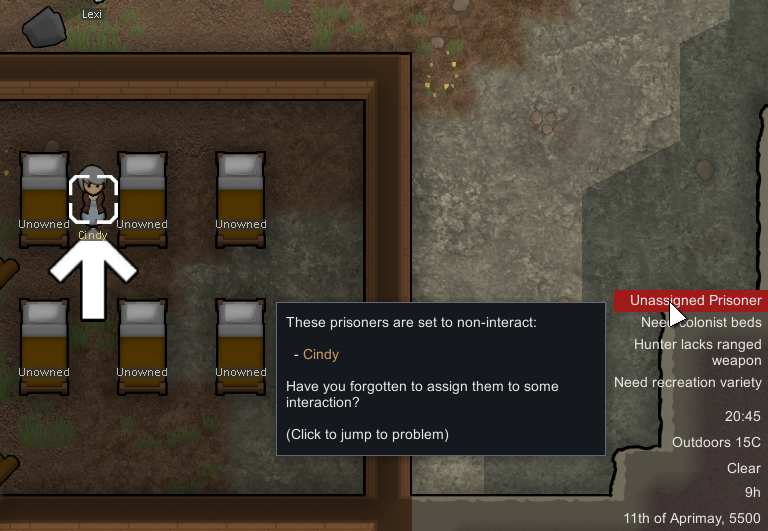 Lexi
Unowned
Unowned
Unowned
Cindy
Unowned
Unowned
Unowned
These prisoners are set to non-interact:
- Cindy
Have you forgotten to assign them to some
interaction?
(Click to jump to problem)
Unassigned Prisoner
Need colonist beds
Hunter lacks ranged
weapon
Need recreation variety
20:45
Outdoors 15C
Clear
9h
11th of Aprimay, 5500